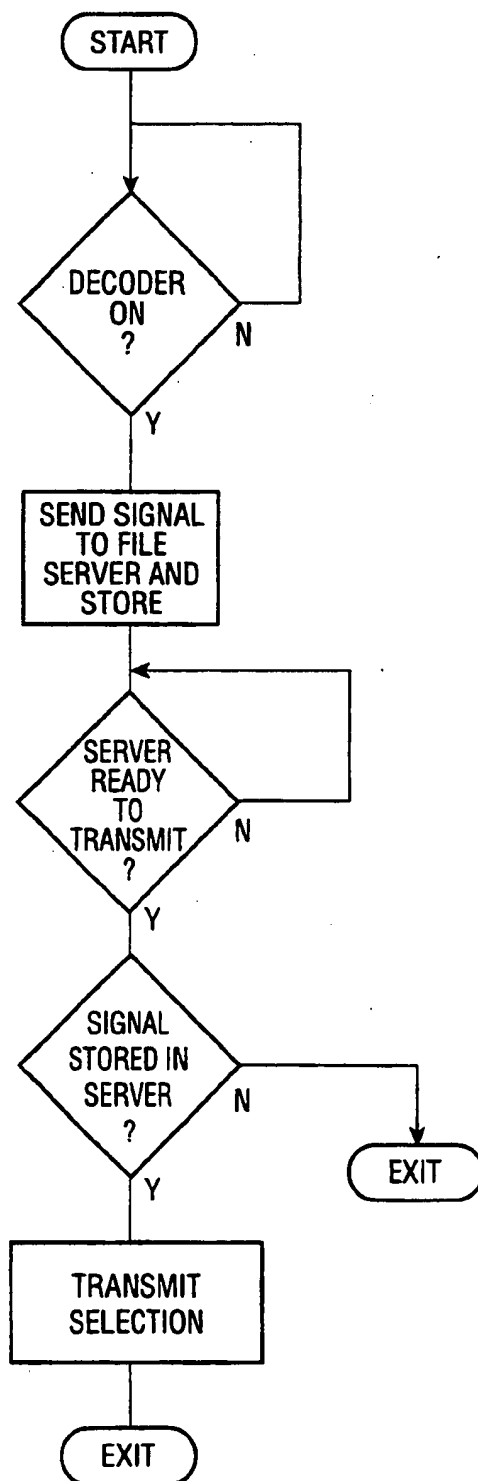 START
DECODER
ON
?
N
Y
SEND SIGNAL
TO FILE
SERVER AND
STORE
SERVER
READY
TO
TRANSMIT
?
N
Y
SIGNAL
STORED IN
SERVER
?
N
EXIT
Y
TRANSMIT
SELECTION
EXIT